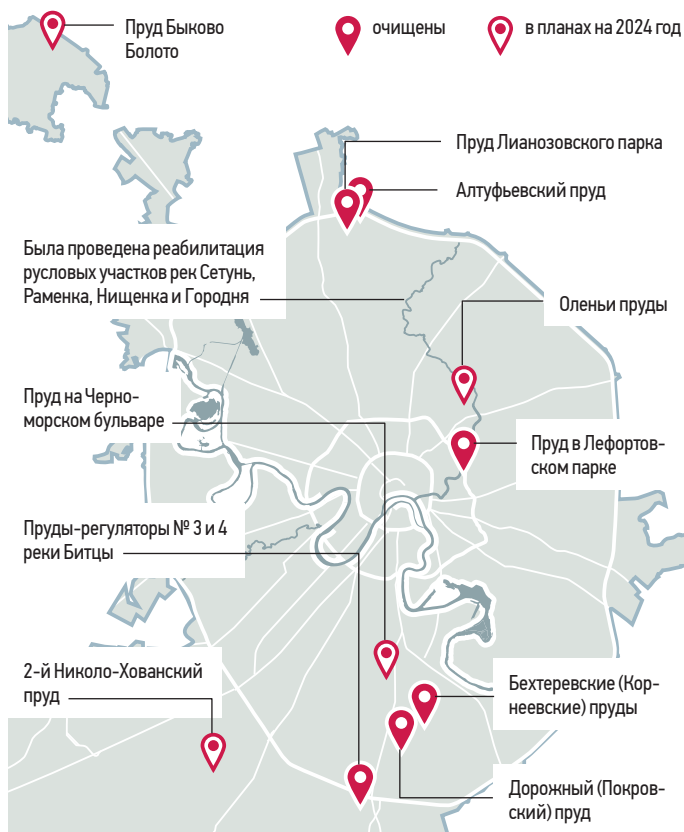 Пруд Быково
Болото
очищены
в планах на 2024 год
Пруд Лианозовского парка
Алтуфьевский пруд
Была проведена реабилитация
русловых участков рек Сетунь,
Раменка, Нищенка и Городня
Оленьи пруды
Пруд на Черно-
морском бульваре
Пруд в Лефортов-
ском парке
Пруды-регуляторы № 3 и 4
реки Битцы
2-й Николо-Хованский
пруд
Бехтеревские (Кор-
неевские) пруды
Дорожный (Покров-
ский) пруд